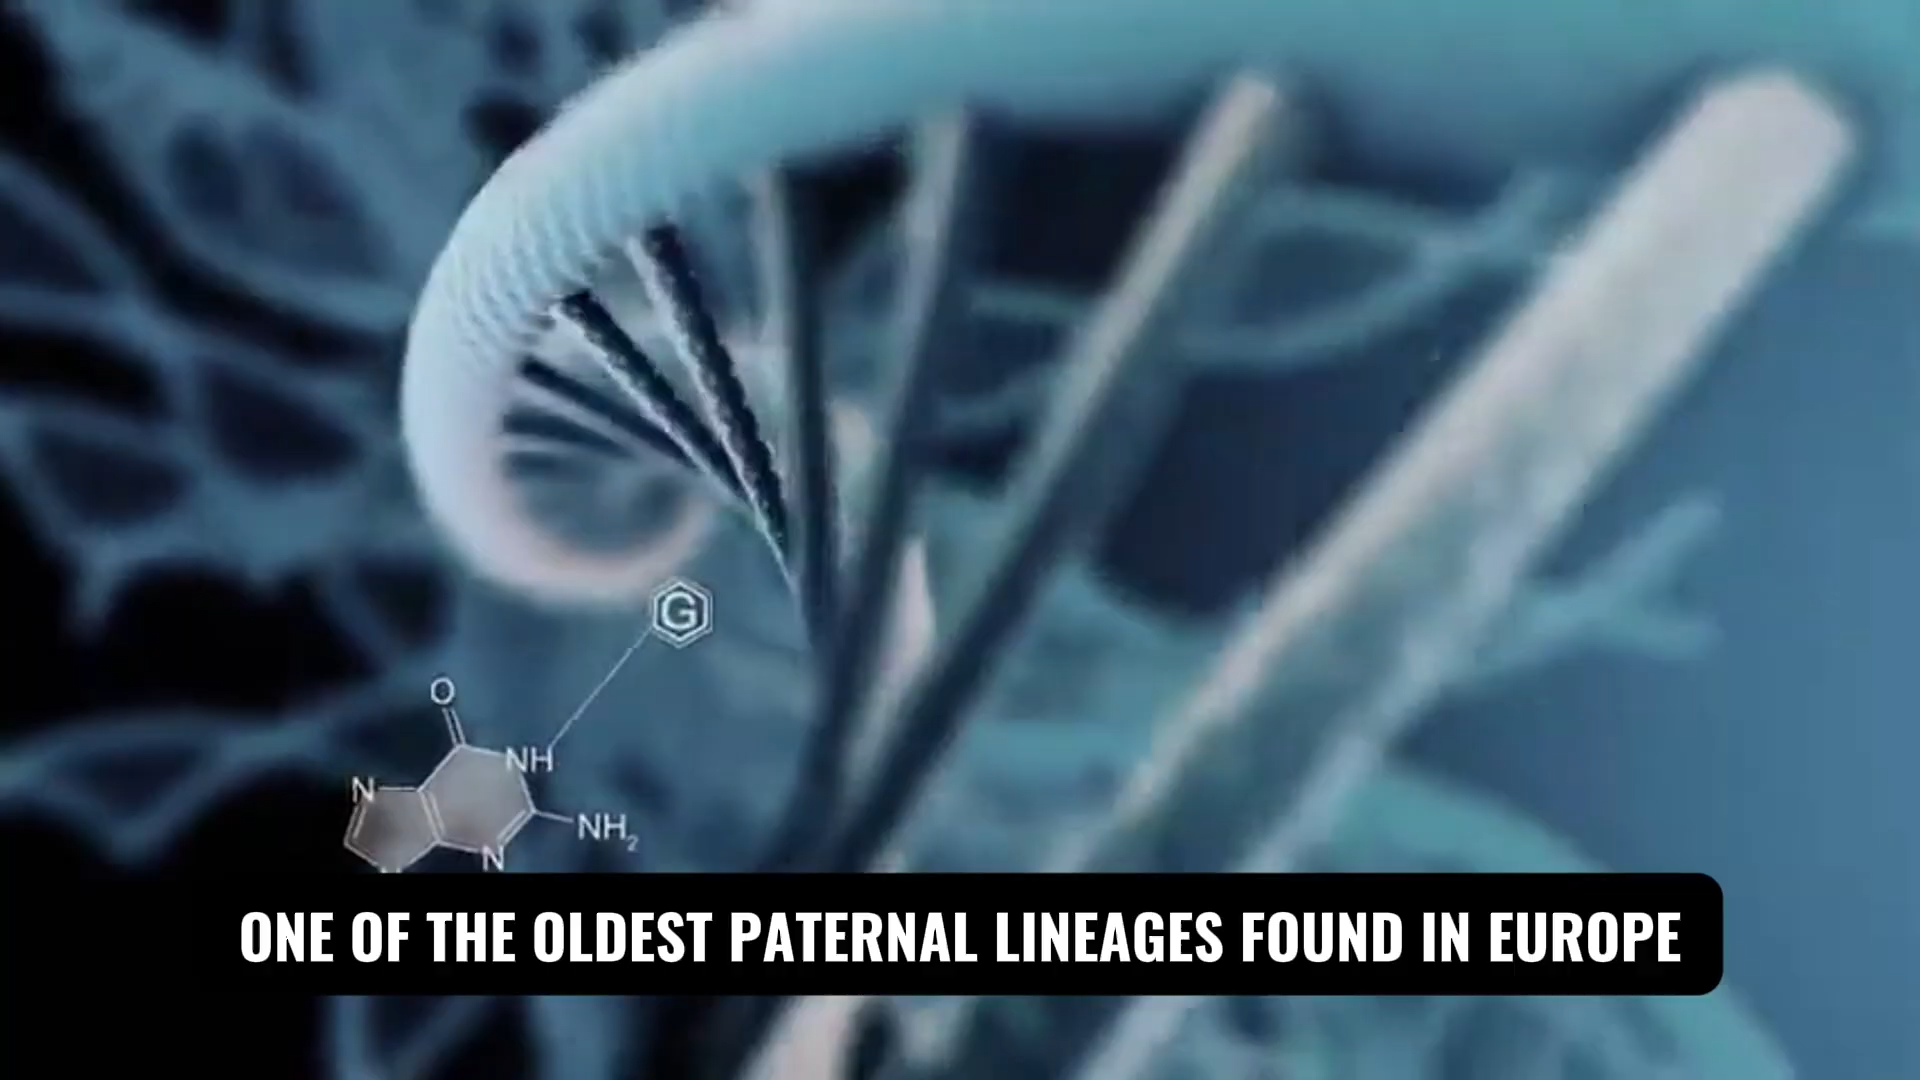 G
O
NH
N
NH₂
N
ONE OF THE OLDEST PATERNAL LINEAGES FOUND IN EUROPE